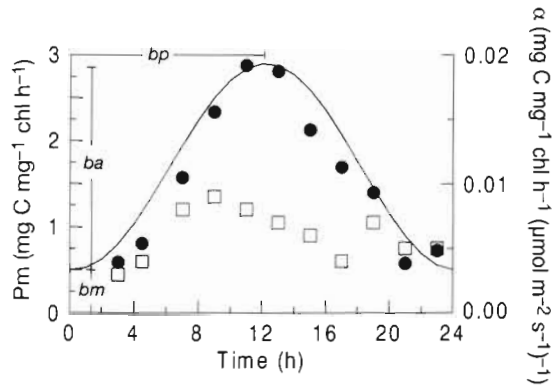 bp
3
2
1
0
ba
bm
Pm (mg C mg⁻¹ chl h⁻¹)
0.02
0.01
0.00
α (mg C mg⁻¹ chl h⁻¹ (μmol m⁻² s⁻¹)⁻¹)
0 4 8 12 16 20 24
Time (h)